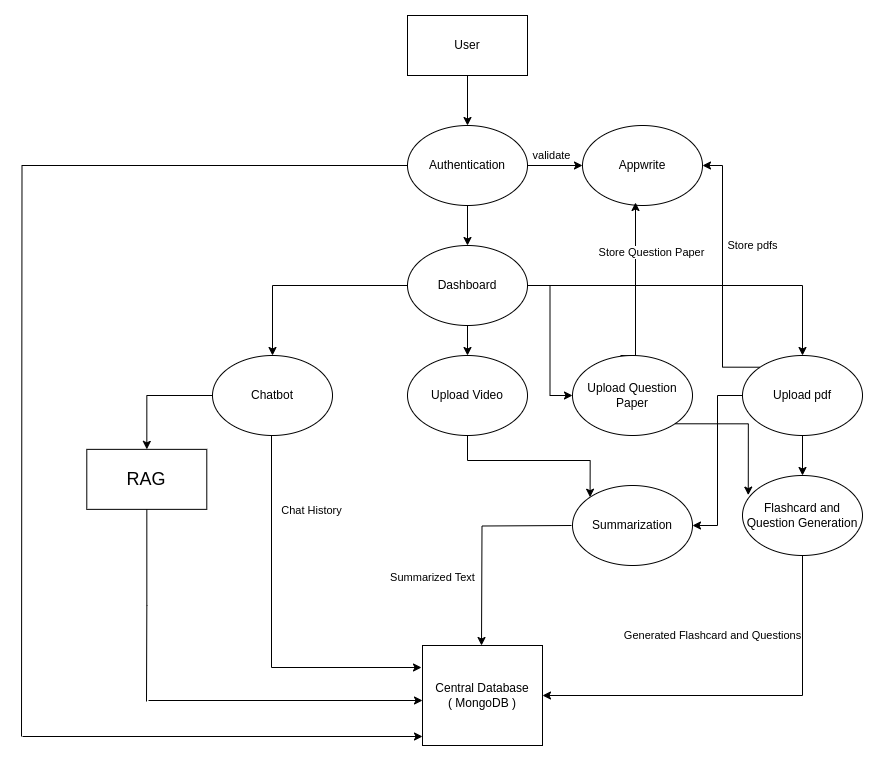 User
Authentication
validate
Appwrite
Store Question Paper
Store pdfs
Dashboard
Chatbot
Upload Video
Upload Question
Paper
Upload pdf
RAG
Chat History
Summarization
Flashcard and
Question Generation
Summarized Text
Generated Flashcard and Questions
Central Database
( MongoDB )